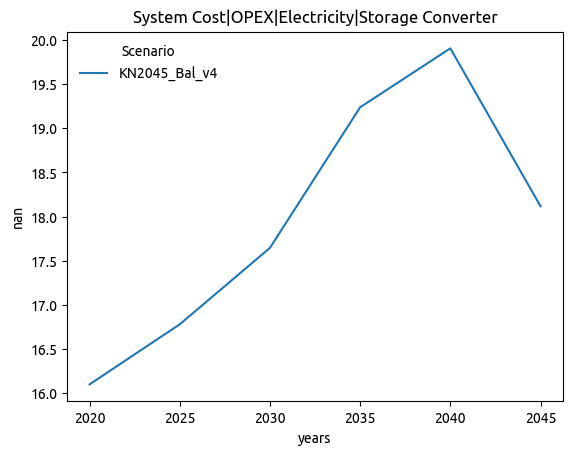 System Cost|OPEX|Electricity|Storage Converter
20.0
19.5
19.0
18.5
18.0
17.5
17.0
16.5
16.0
nan
Scenario
KN2045_Bal_v4
2020 2025 2030 2035 2040 2045
years